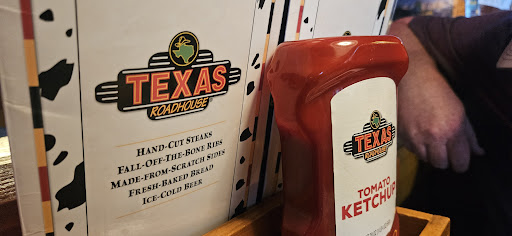 TEXAS
ROADHOUSE
HAND-CUT STEAKS
FALL-OFF-THE-BONE RIBS
MADE-FROM-SCRATCH SIDES
FRESH-BAKED BREAD
ICE-COLD BEER
TEXAS
ROADHOUSE
TOMATO
KETCHUP